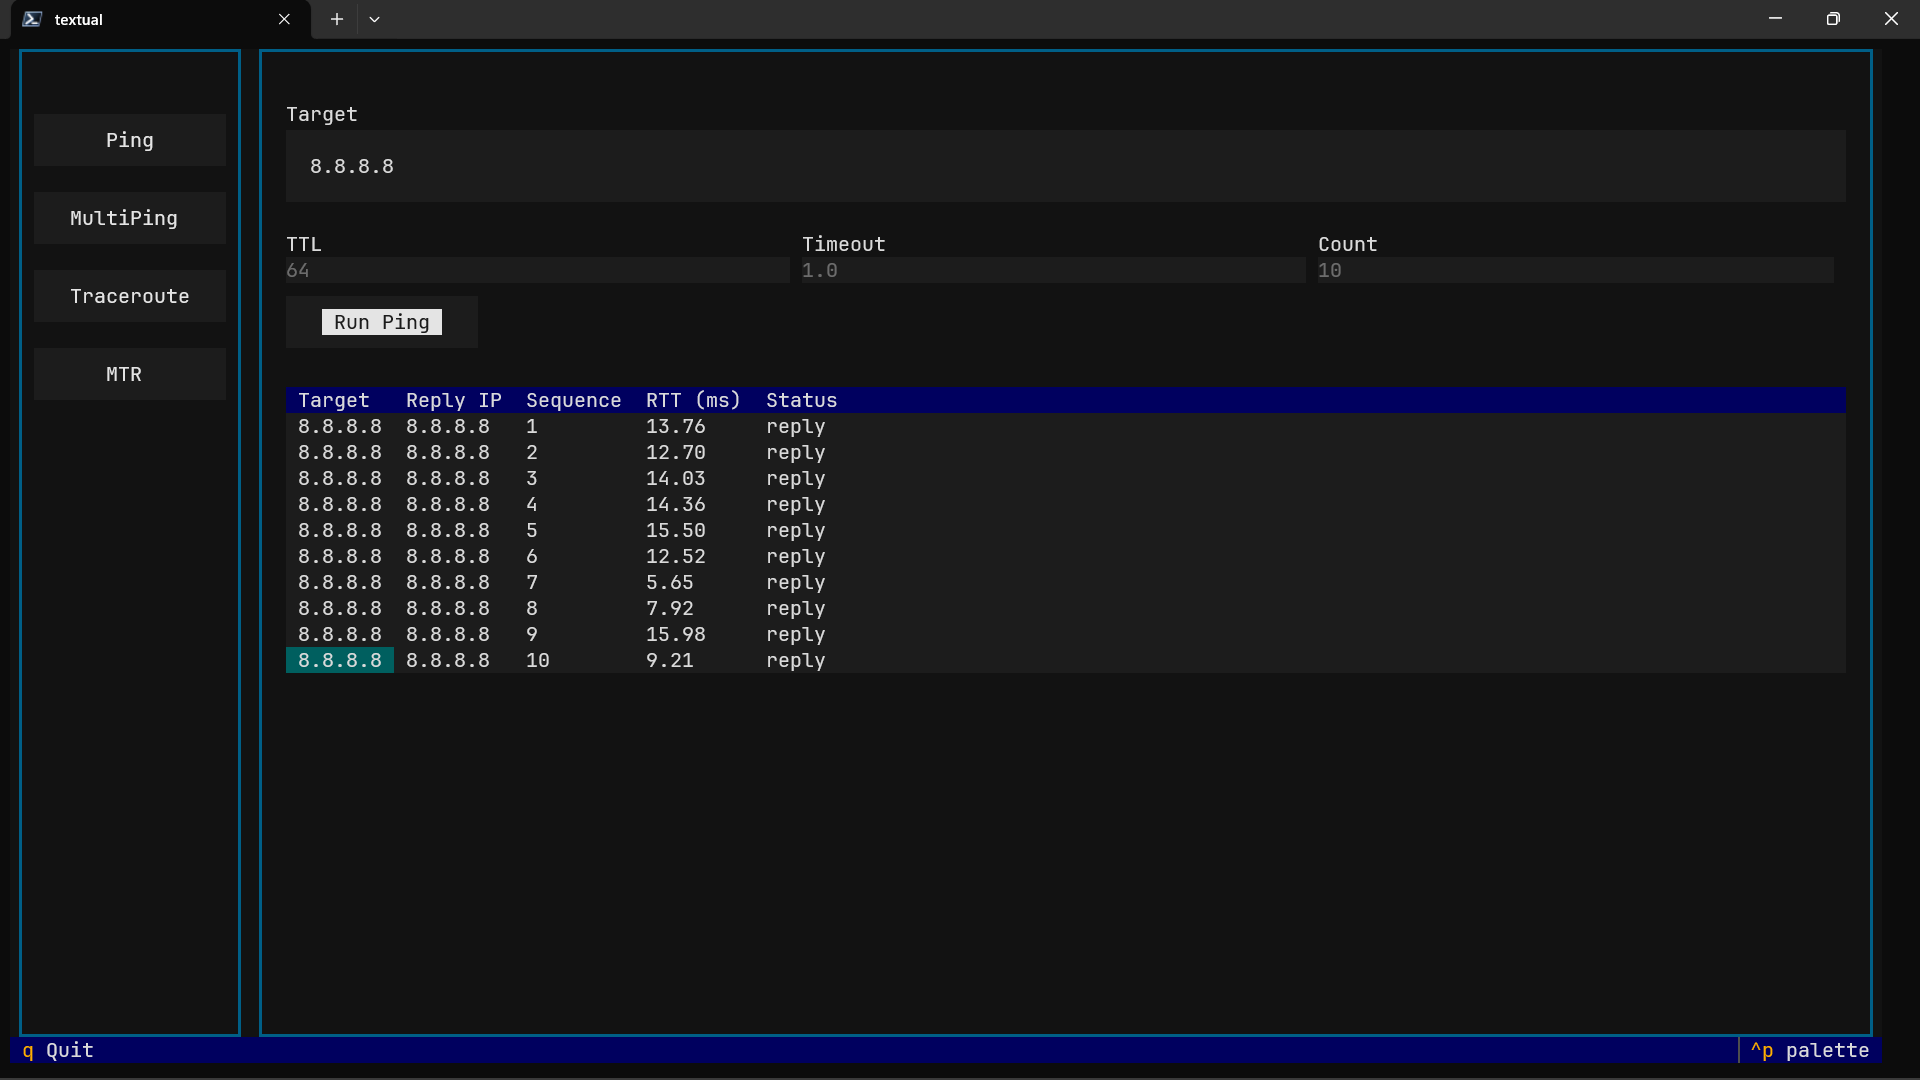 textual
Ping
MultiPing
Traceroute
MTR
Target
8.8.8.8
TTL Timeout Count
64 1.0 10
Run Ping
Target Reply IP Sequence RTT (ms) Status
8.8.8.8 8.8.8.8 1 13.76 reply
8.8.8.8 8.8.8.8 2 12.70 reply
8.8.8.8 8.8.8.8 3 14.03 reply
8.8.8.8 8.8.8.8 4 14.36 reply
8.8.8.8 8.8.8.8 5 15.50 reply
8.8.8.8 8.8.8.8 6 12.52 reply
8.8.8.8 8.8.8.8 7 5.65 reply
8.8.8.8 8.8.8.8 8 7.92 reply
8.8.8.8 8.8.8.8 9 15.98 reply
8.8.8.8 8.8.8.8 10 9.21 reply
q Quit ^p palette